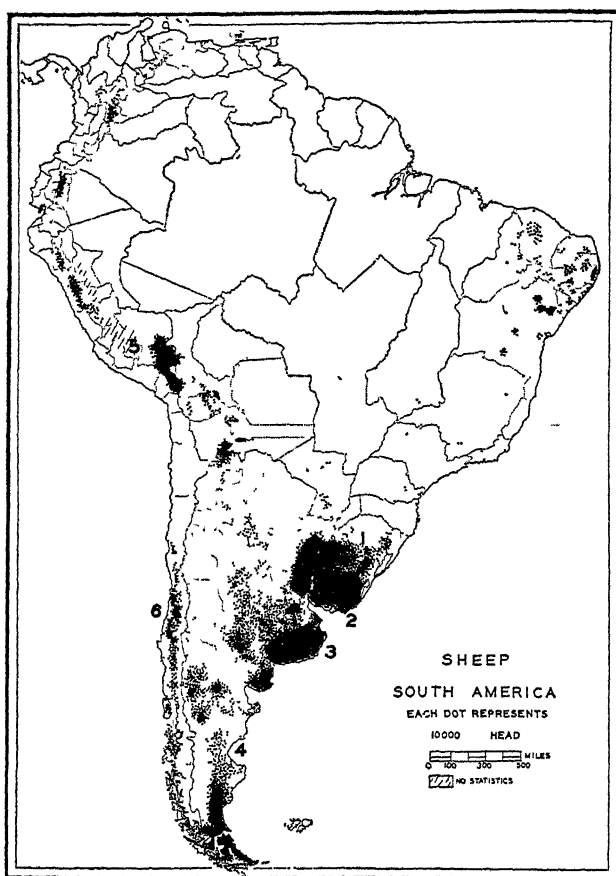 5
6
2
3
4
SHEEP
SOUTH AMERICA
EACH DOT REPRESENTS
10000 HEAD
MILES
0 100 300 500
NO STATISTICS